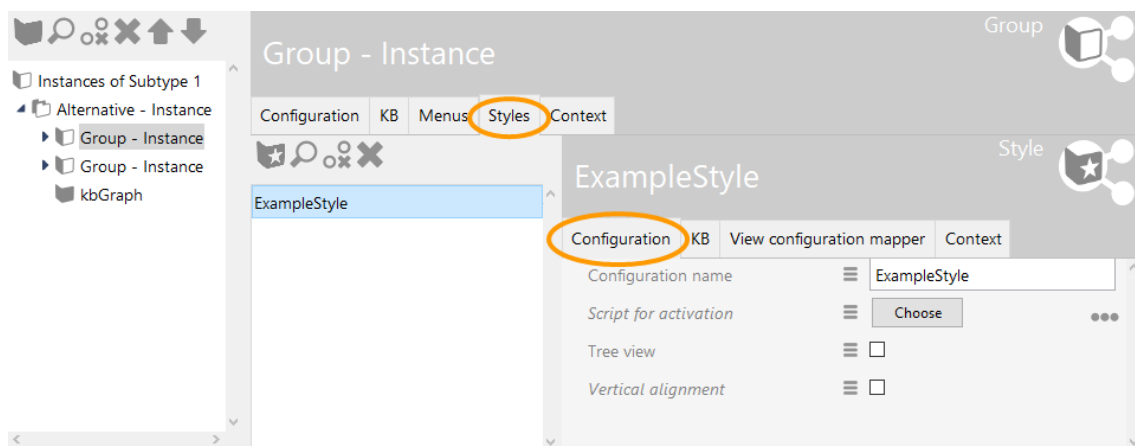 Group
Group - Instance
Instances of Subtype 1
Alternative - Instance
Group - Instance
Group - Instance
kbGraph
Configuration KB Menus Styles Context
Style
ExampleStyle
ExampleStyle
Configuration KB View configuration mapper Context
Configuration name ExampleStyle
Script for activation Choose
Tree view
Vertical alignment